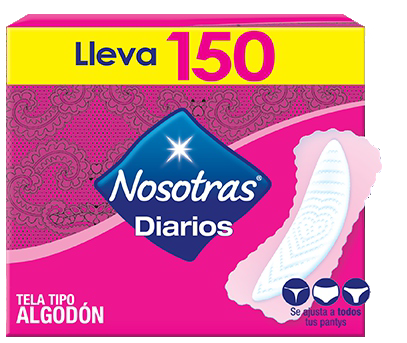 Lleva 150
Nosotras®
Diarios
TELA TIPO
ALGODÓN
Se ajusta a todos
tus pantys